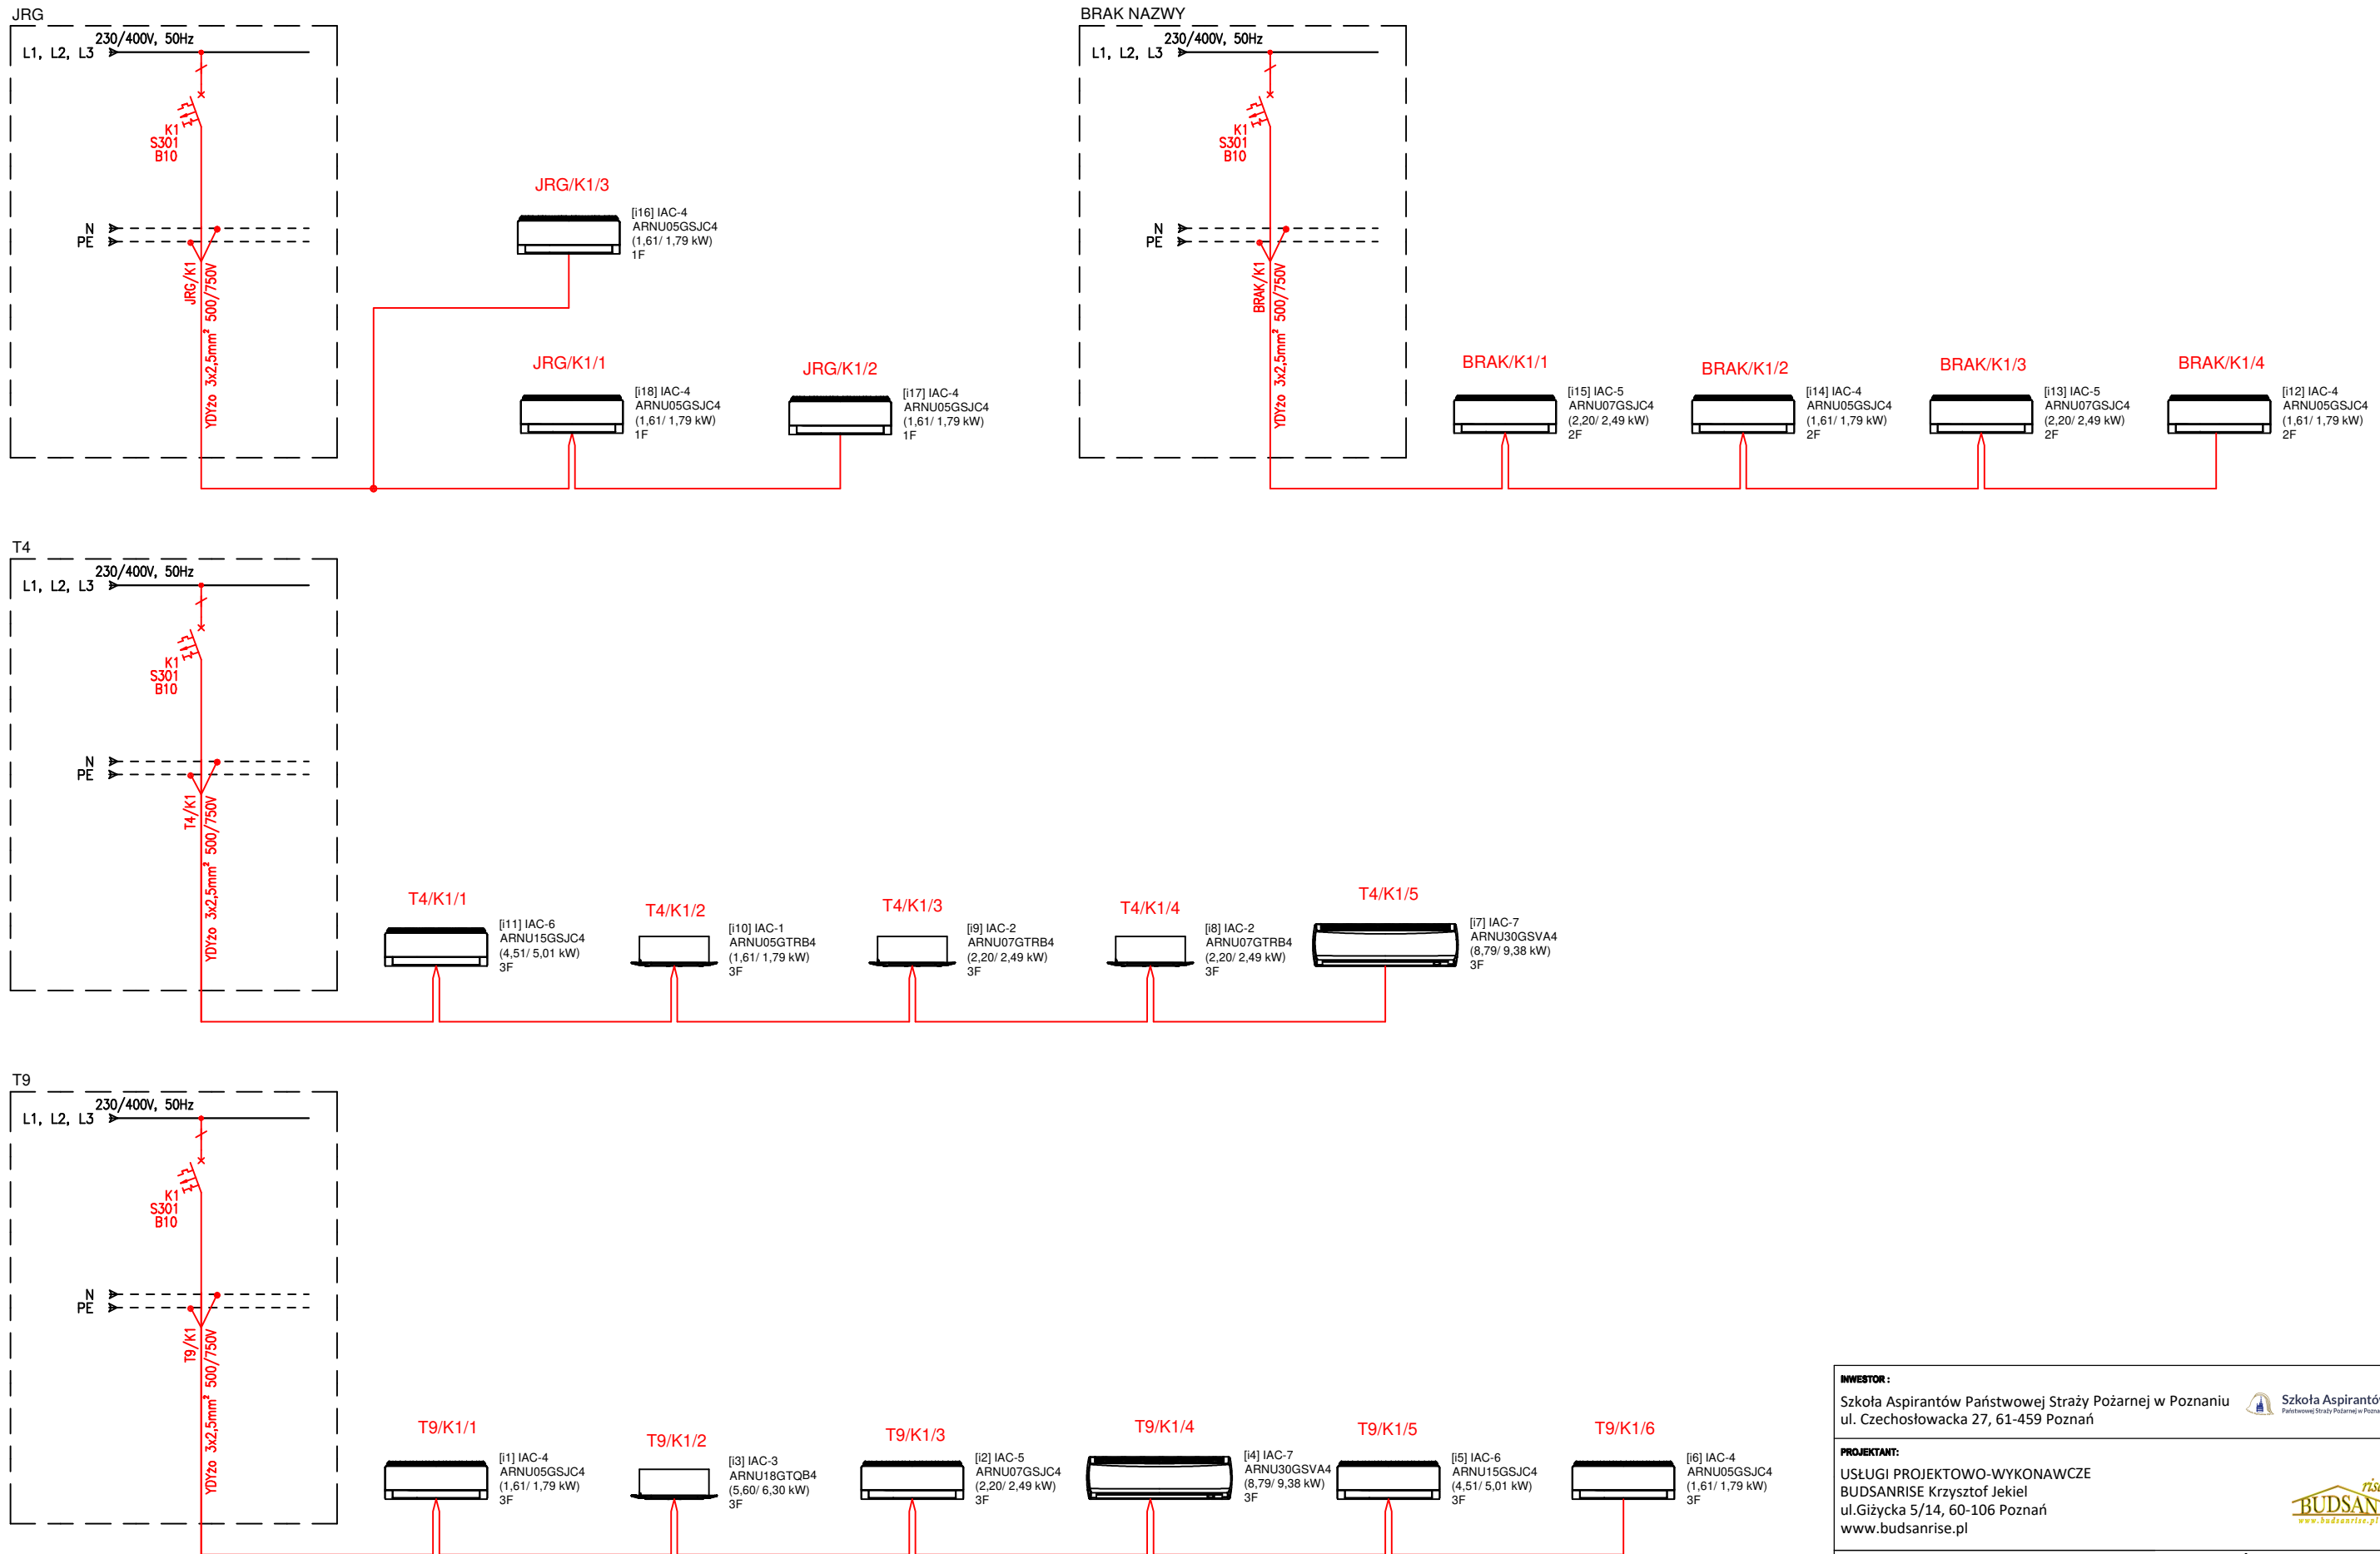 JRG
230/400V, 50Hz
L1, L2, L3
K1
S301
B10
N
PE
JRG/K1
YDYżo 3x2,5mm² 500/750V
JRG/K1/3
[i16] IAC-4
ARNU05GSJC4
(1,61/ 1,79 kW)
1F
JRG/K1/1
[i18] IAC-4
ARNU05GSJC4
(1,61/ 1,79 kW)
1F
JRG/K1/2
[i17] IAC-4
ARNU05GSJC4
(1,61/ 1,79 kW)
1F
BRAK NAZWY
230/400V, 50Hz
L1, L2, L3
K1
S301
B10
N
PE
BRAK/K1
YDYżo 3x2,5mm² 500/750V
BRAK/K1/1
[i15] IAC-5
ARNU07GSJC4
(2,20/ 2,49 kW)
2F
BRAK/K1/2
[i14] IAC-4
ARNU05GSJC4
(1,61/ 1,79 kW)
2F
BRAK/K1/3
[i13] IAC-5
ARNU07GSJC4
(2,20/ 2,49 kW)
2F
BRAK/K1/4
[i12] IAC-4
ARNU05GSJC4
(1,61/ 1,79 kW)
2F
T4
230/400V, 50Hz
L1, L2, L3
K1
S301
B10
N
PE
T4/K1
YDYżo 3x2,5mm² 500/750V
T4/K1/1
[i11] IAC-6
ARNU15GSJC4
(4,51/ 5,01 kW)
3F
T4/K1/2
[i10] IAC-1
ARNU05GTRB4
(1,61/ 1,79 kW)
3F
T4/K1/3
[i9] IAC-2
ARNU07GTRB4
(2,20/ 2,49 kW)
3F
T4/K1/4
[i8] IAC-2
ARNU07GTRB4
(2,20/ 2,49 kW)
3F
T4/K1/5
[i7] IAC-7
ARNU30GSVA4
(8,79/ 9,38 kW)
3F
T9
230/400V, 50Hz
L1, L2, L3
K1
S301
B10
N
PE
T9/K1
YDYżo 3x2,5mm² 500/750V
T9/K1/1
[i1] IAC-4
ARNU05GSJC4
(1,61/ 1,79 kW)
3F
T9/K1/2
[i3] IAC-3
ARNU18GTQB4
(5,60/ 6,30 kW)
3F
T9/K1/3
[i2] IAC-5
ARNU07GSJC4
(2,20/ 2,49 kW)
3F
T9/K1/4
[i4] IAC-7
ARNU30GSVA4
(8,79/ 9,38 kW)
3F
T9/K1/5
[i5] IAC-6
ARNU15GSJC4
(4,51/ 5,01 kW)
3F
T9/K1/6
[i6] IAC-4
ARNU05GSJC4
(1,61/ 1,79 kW)
3F
INWESTOR :
Szkoła Aspirantów Państwowej Straży Pożarnej w Poznaniu
ul. Czechosłowacka 27, 61-459 Poznań
Szkoła Aspirantó
Państwowej Straży Pożarnej w Pozna
PROJEKTANT:
USŁUGI PROJEKTOWO-WYKONAWCZE
BUDSANRISE Krzysztof Jekiel
ul.Giżycka 5/14, 60-106 Poznań
www.budsanrise.pl
rise
BUDSAN
www.budsanrise.pl